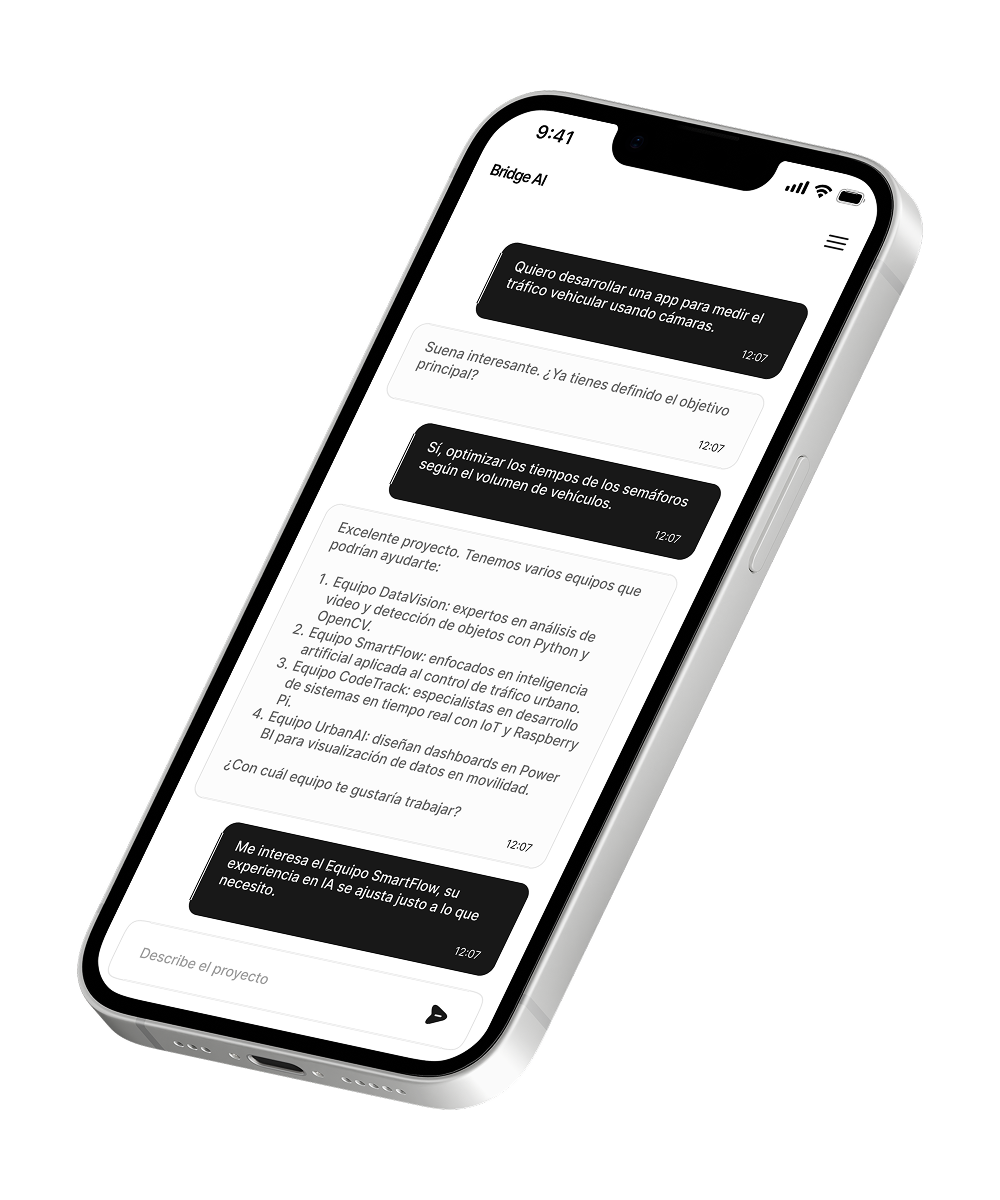 9:41
Bridge AI
Quiero desarrollar una app para medir el
tráfico vehicular usando cámaras.
12:07
Suena interesante. ¿Ya tienes definido el objetivo
principal?
12:07
Sí, optimizar los tiempos de los semáforos
según el volumen de vehículos.
12:07
Excelente proyecto. Tenemos varios equipos que
podrían ayudarte:
1. Equipo DataVision: expertos en análisis de
video y detección de objetos con Python y
OpenCV.
2. Equipo SmartFlow: enfocados en inteligencia
artificial aplicada al control de tráfico urbano.
3. Equipo CodeTrack: especialistas en desarrollo
de sistemas en tiempo real con IoT y Raspberry
Pi.
4. Equipo UrbanAI: diseñan dashboards en Power
BI para visualización de datos en movilidad.
¿Con cuál equipo te gustaría trabajar?
12:07
Me interesa el Equipo SmartFlow, su
experiencia en IA se ajusta justo a lo que
necesito.
12:07
Describe el proyecto